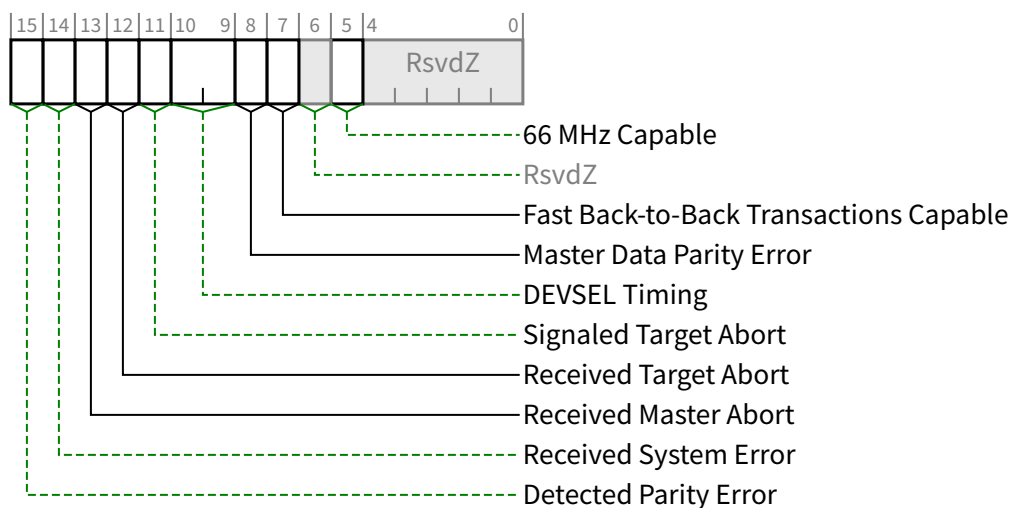 15 14 13 12 11 10 9 8 7 6 5 4 0
RsvdZ
66 MHz Capable
RsvdZ
Fast Back-to-Back Transactions Capable
Master Data Parity Error
DEVSEL Timing
Signaled Target Abort
Received Target Abort
Received Master Abort
Received System Error
Detected Parity Error